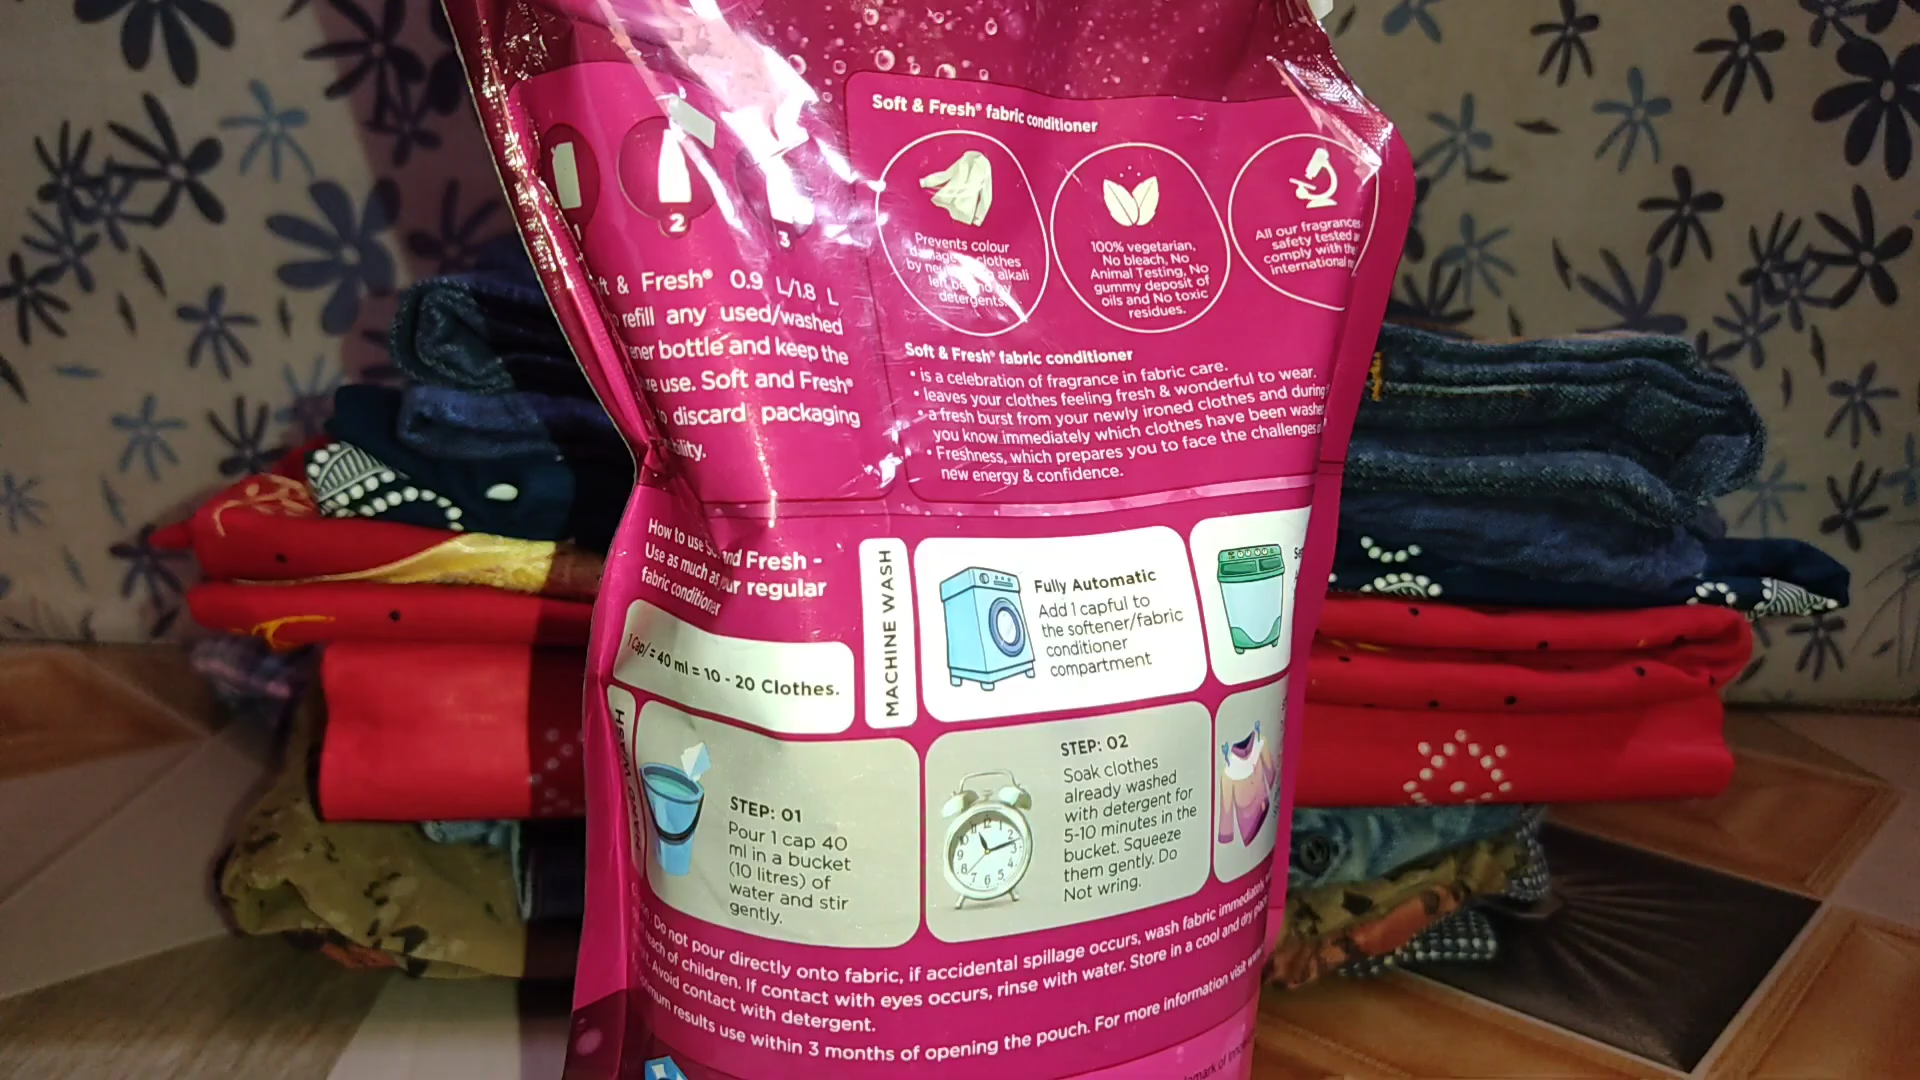 1
2
3
& Fresh® 0.9 L/1.8 L
refill any used/washed
bottle and keep the
use. Soft and Fresh®
discard packaging
Soft & Fresh® fabric conditioner
Prevents colour
clothes
by alkali
left
detergents.
100% vegetarian,
No bleach, No
Animal Testing, No
gummy deposit of
oils and No toxic
residues.
All our fragrances
safety tested
comply with the
international
Soft & Fresh® fabric conditioner
• is a celebration of fragrance in fabric care.
• leaves your clothes feeling fresh & wonderful to wear.
• a fresh burst from your newly ironed clothes and during
you know immediately which clothes have been washed
• Freshness, which prepares you to face the challenges
new energy & confidence.
How to use and Fresh -
Use as much as your regular
fabric conditioner
1 Cap/ = 40 ml = 10 - 20 Clothes.
MACHINE WASH
Fully Automatic
Add 1 capful to
the softener/fabric
conditioner
compartment
HAND WASH
STEP: 01
Pour 1 cap 40
ml in a bucket
(10 litres) of
water and stir
gently.
STEP: 02
Soak clothes
already washed
with detergent for
5-10 minutes in the
bucket. Squeeze
them gently. Do
Not wring.
Do not pour directly onto fabric, if accidental spillage occurs, wash fabric immediately
reach of children. If contact with eyes occurs, rinse with water. Store in a cool and dry place
Avoid contact with detergent.
results use within 3 months of opening the pouch. For more information visit